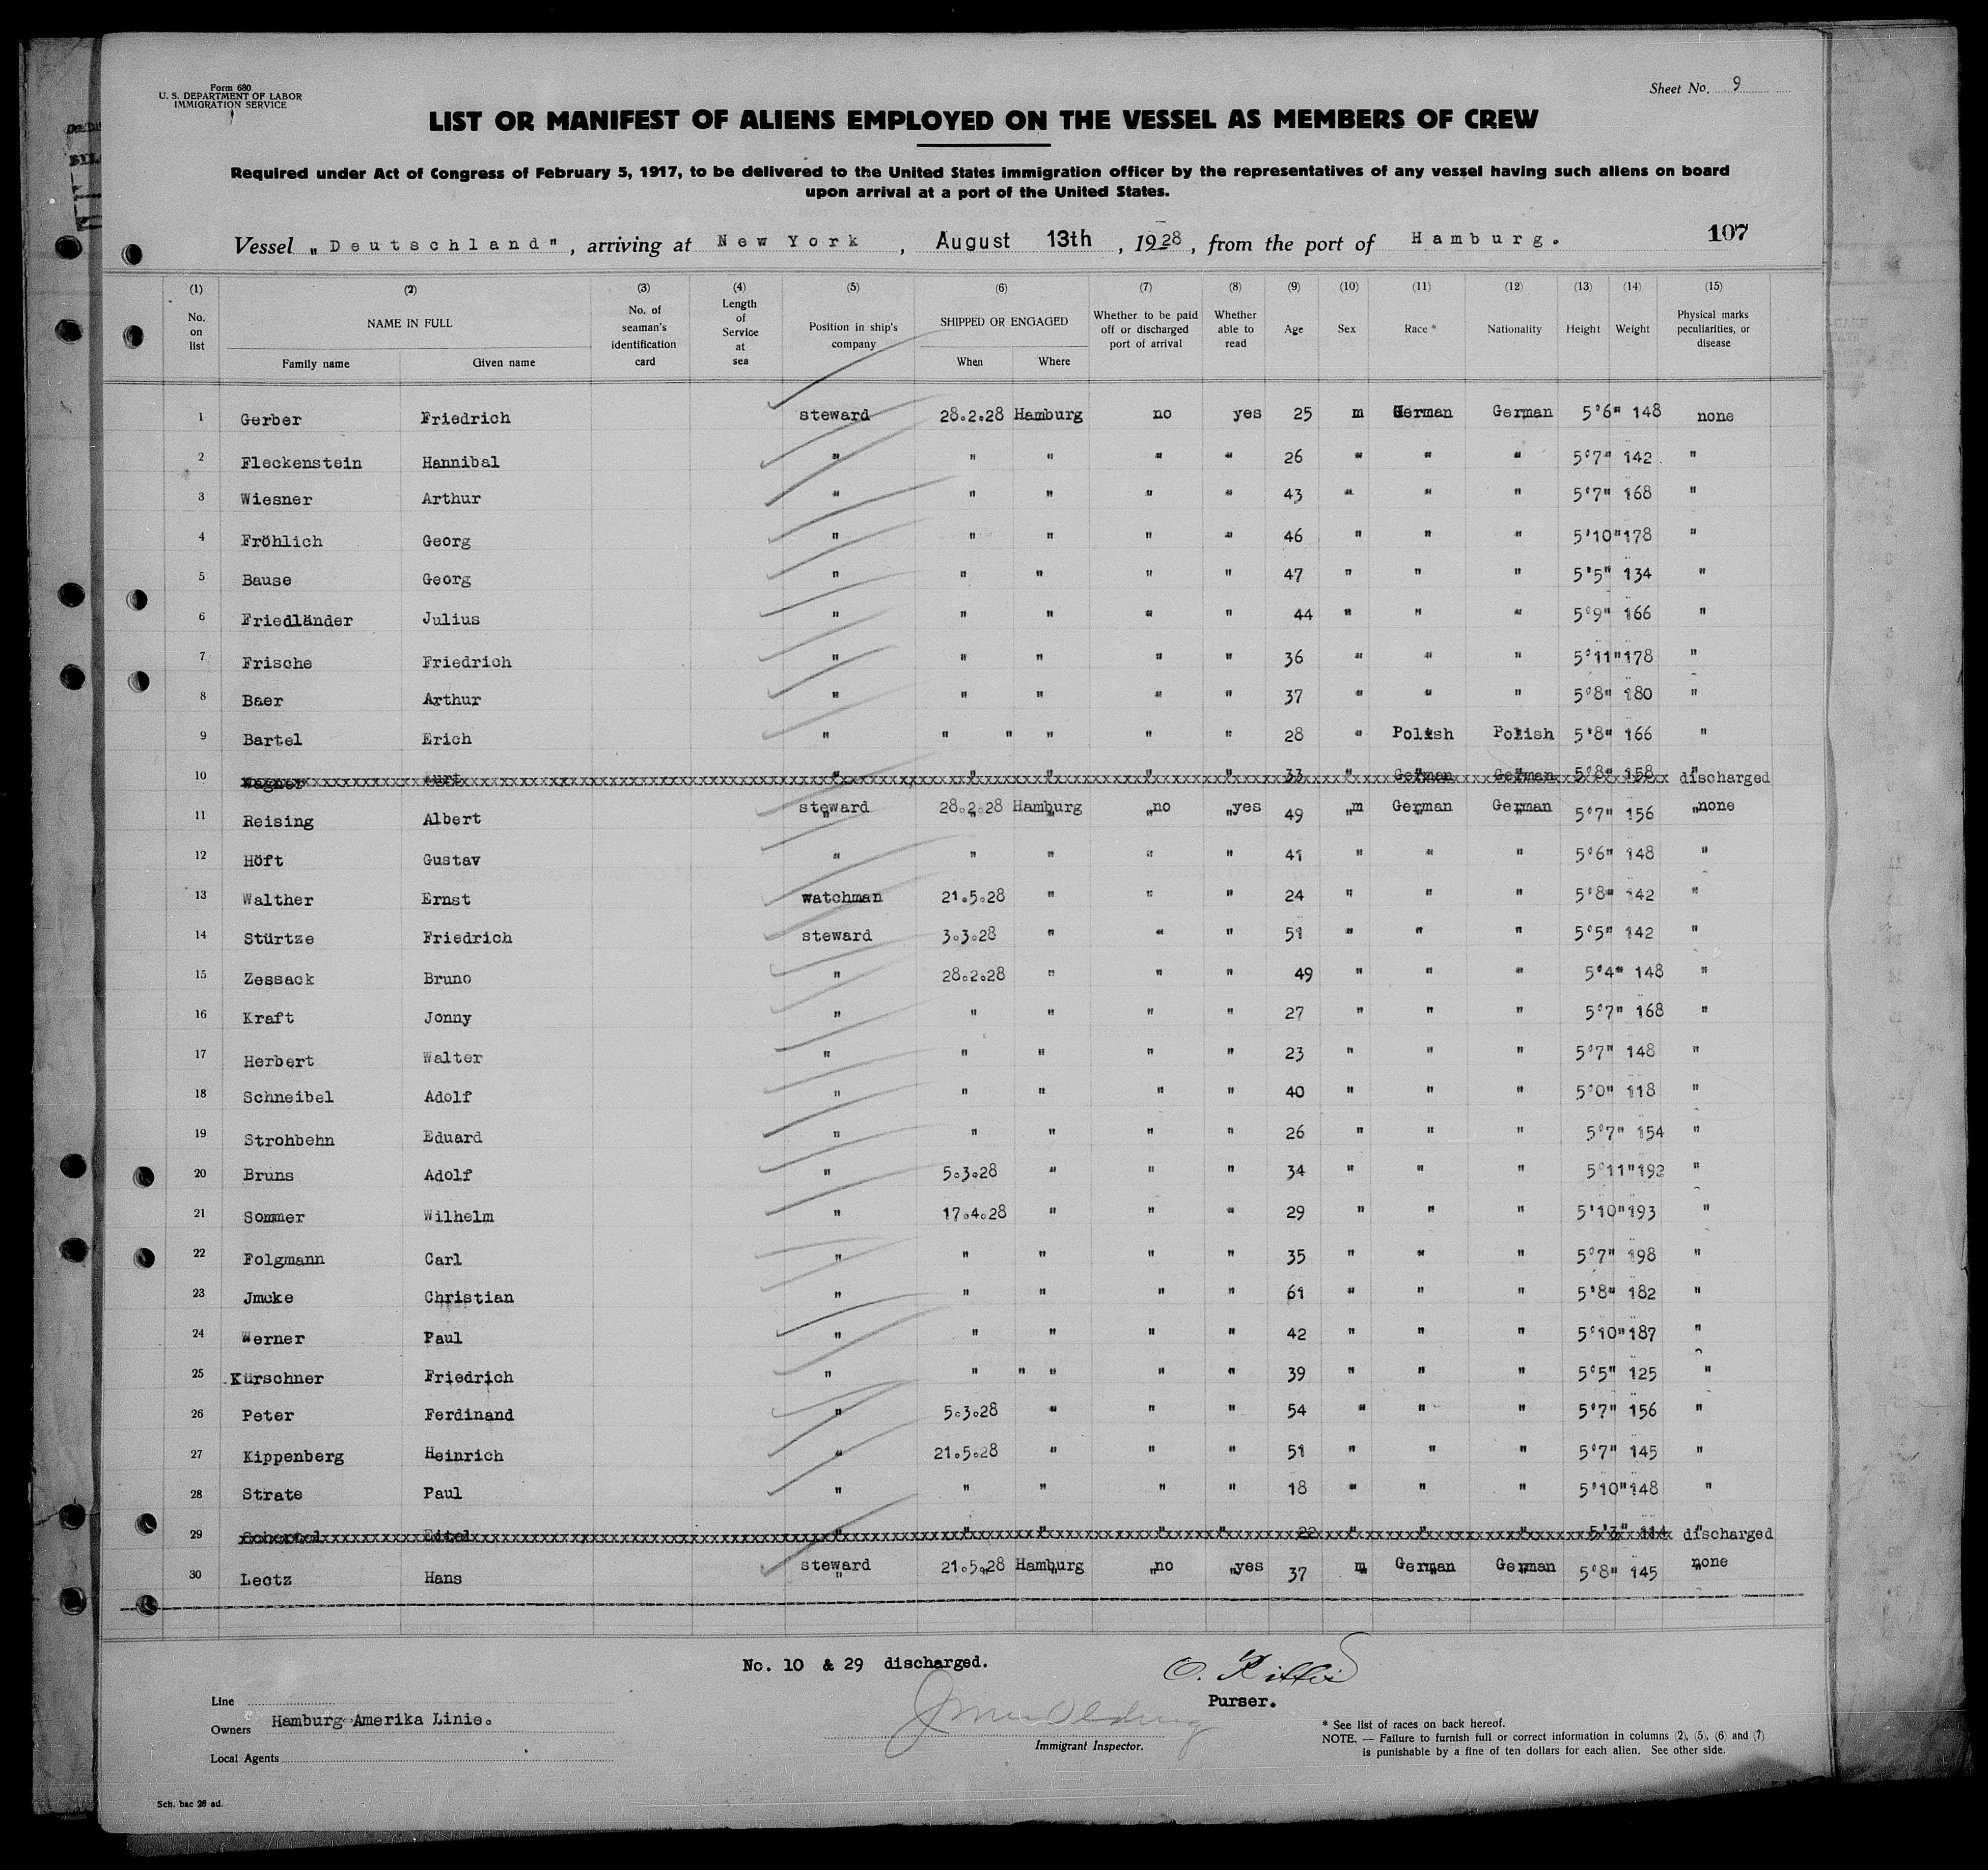 Form 680
U. S. DEPARTMENT OF LABOR
IMMIGRATION SERVICE
Sheet No. 9
LIST OR MANIFEST OF ALIENS EMPLOYED ON THE VESSEL AS MEMBERS OF CREW
Required under Act of Congress of February 5, 1917, to be delivered to the United States immigration officer by the representatives of any vessel having such aliens on board
upon arrival at a port of the United States.
Vessel „Deutschland", arriving at New York, August 13th, 1928, from the port of Hamburg. 107
(1) (2) (3) (4) (5) (6) (7) (8) (9) (10) (11) (12) (13) (14) (15)
No. on list NAME IN FULL Family name Given name No. of seaman's identification card Length of Service at sea Position in ship's company SHIPPED OR ENGAGED When Where Whether to be paid off or discharged port of arrival Whether able to read Age Sex Race * Nationality Height Weight Physical marks peculiarities, or disease
1 Gerber Friedrich steward 28.2.28 Hamburg no yes 25 m German German 5'6" 148 none
2 Fleckenstein Hannibal " " " " " 26 " " " 5'7" 142 "
3 Wiesner Arthur " " " " " 43 " " " 5'7" 168 "
4 Fröhlich Georg " " " " " 46 " " " 5'10" 178 "
5 Bause Georg " " " " " 47 " " " 5'5" 134 "
6 Friedländer Julius " " " " " 44 " " " 5'9" 166 "
7 Frische Friedrich " " " " " 36 " " " 5'11" 178 "
8 Baer Arthur " " " " " 37 " " " 5'8" 180 "
9 Bartel Erich " " " " " " 28 " Polish Polish 5'8" 166 "
10 Wagner Kurt " " " " " 33 " German German 5'8" 158 " discharged
11 Reising Albert steward 28.2.28 Hamburg no yes 49 m German German 5'7" 156 none
12 Höft Gustav " " " " " 41 " " " 5'6" 148 "
13 Walther Ernst watchman 21.5.28 " " " 24 " " " 5'8" 142 "
14 Stürtze Friedrich steward 3.3.28 " " " 51 " " " 5'5" 142 "
15 Zessack Bruno " 28.2.28 " " " 49 " " " 5'4" 148 "
16 Kraft Jonny " " " " " 27 " " " 5'7" 168 "
17 Herbert Walter " " " " " 23 " " " 5'7" 148 "
18 Schneibel Adolf " " " " " 40 " " " 5'0" 118 "
19 Strohbehn Eduard " " " " " 26 " " " 5'7" 154 "
20 Bruns Adolf " 5.3.28 " " " 34 " " " 5'11" 192 "
21 Sommer Wilhelm " 17.4.28 " " " 29 " " " 5'10" 193 "
22 Folgmann Carl " " " " " 35 " " " 5'7" 198 "
23 Jmcke Christian " " " " " 61 " " " 5'8" 182 "
24 Werner Paul " " " " " 42 " " " 5'10" 187 "
25 Kürschner Friedrich " " " " " " 39 " " " 5'5" 125 "
26 Peter Ferdinand " 5.3.28 " " " 54 " " " 5'7" 156 "
27 Kippenberg Heinrich " 21.5.28 " " " 51 " " " 5'7" 145 "
28 Strate Paul " " " " " 18 " " " 5'10" 148 "
29 " " " " " 22 " " " 5'3" 114 " discharged
30 Leotz Hans steward 21.5.28 Hamburg no yes 37 m German German 5'8" 145 none
No. 10 & 29 discharged.
Purser.
Line
Owners Hamburg-Amerika Linie.
Local Agents
Immigrant Inspector.
* See list of races on back hereof.
NOTE. — Failure to furnish full or correct information in columns (2), (5), (6) and (7)
is punishable by a fine of ten dollars for each alien. See other side.
Sch. bac 28 ad.